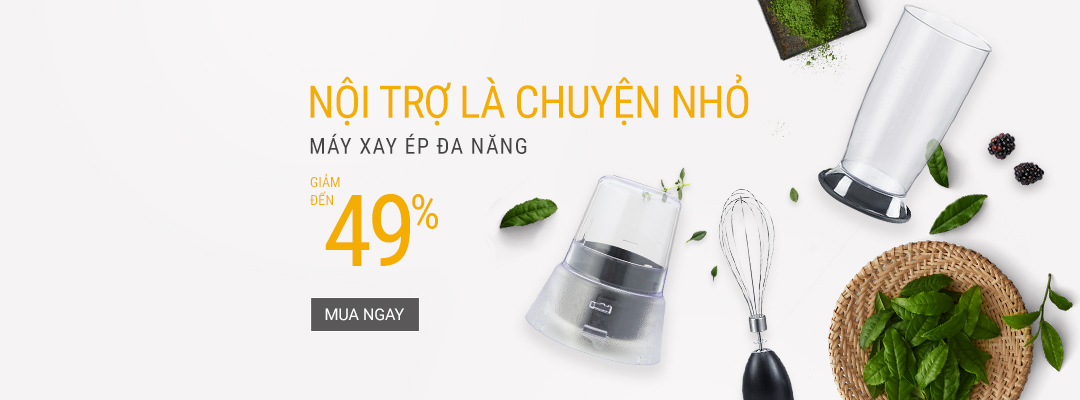 NỘI TRỢ LÀ CHUYỆN NHỎ
MÁY XAY ÉP ĐA NĂNG
GIẢM
ĐẾN
49%
MUA NGAY